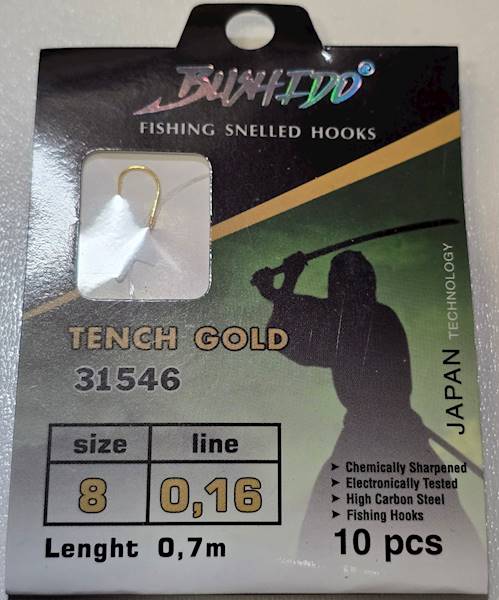 BUSHIDO®
FISHING SNELLED HOOKS
TENCH GOLD
31546
JAPAN TECHNOLOGY
size line
8 0,16
Lenght 0,7m
➤ Chemically Sharpened
➤ Electronically Tested
➤ High Carbon Steel
➤ Fishing Hooks
10 pcs